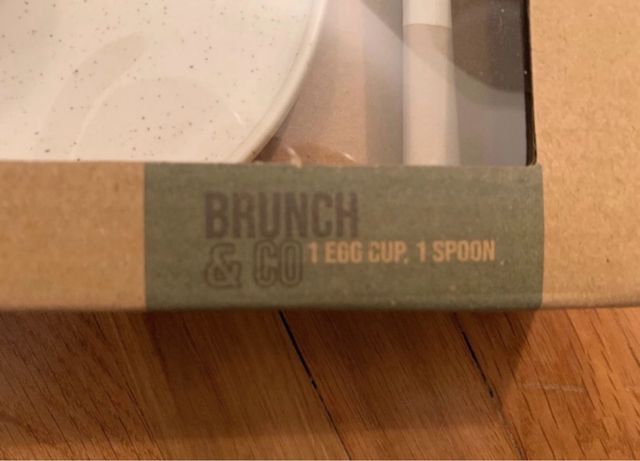 BRUNCH
& CO
1 EGG CUP, 1 SPOON